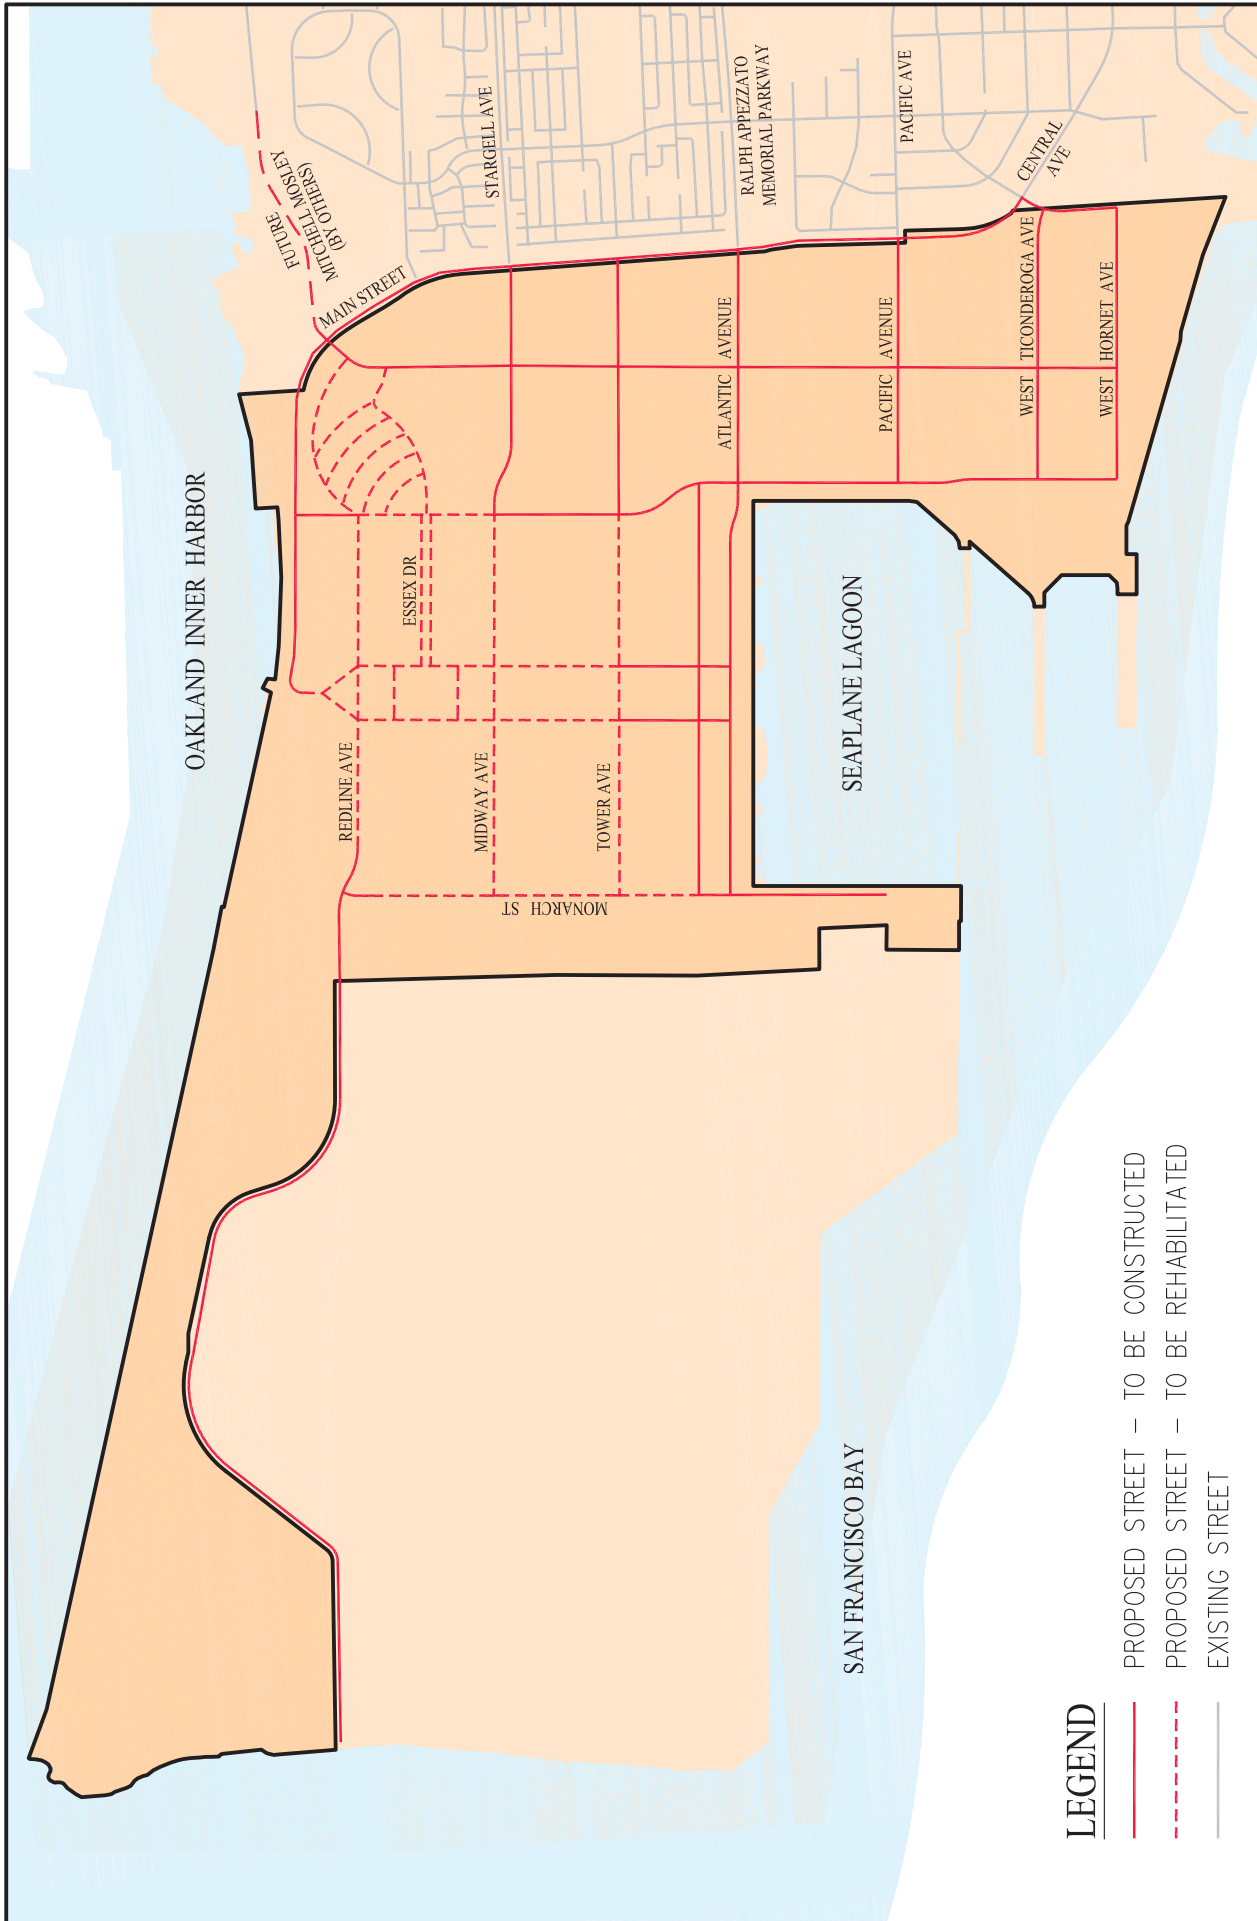 OAKLAND INNER HARBOR
FUTURE
MITCHELL MOSLEY
(BY OTHERS)
MAIN STREET
STARGELL AVE
RALPH APPEZZATO
MEMORIAL PARKWAY
PACIFIC AVE
CENTRAL
AVE
REDLINE AVE
ESSEX DR
MIDWAY AVE
TOWER AVE
MONARCH ST
ATLANTIC AVENUE
PACIFIC AVENUE
WEST TICONDEROGA AVE
WEST HORNET AVE
SEAPLANE LAGOON
SAN FRANCISCO BAY
LEGEND
PROPOSED STREET - TO BE CONSTRUCTED
PROPOSED STREET - TO BE REHABILITATED
EXISTING STREET